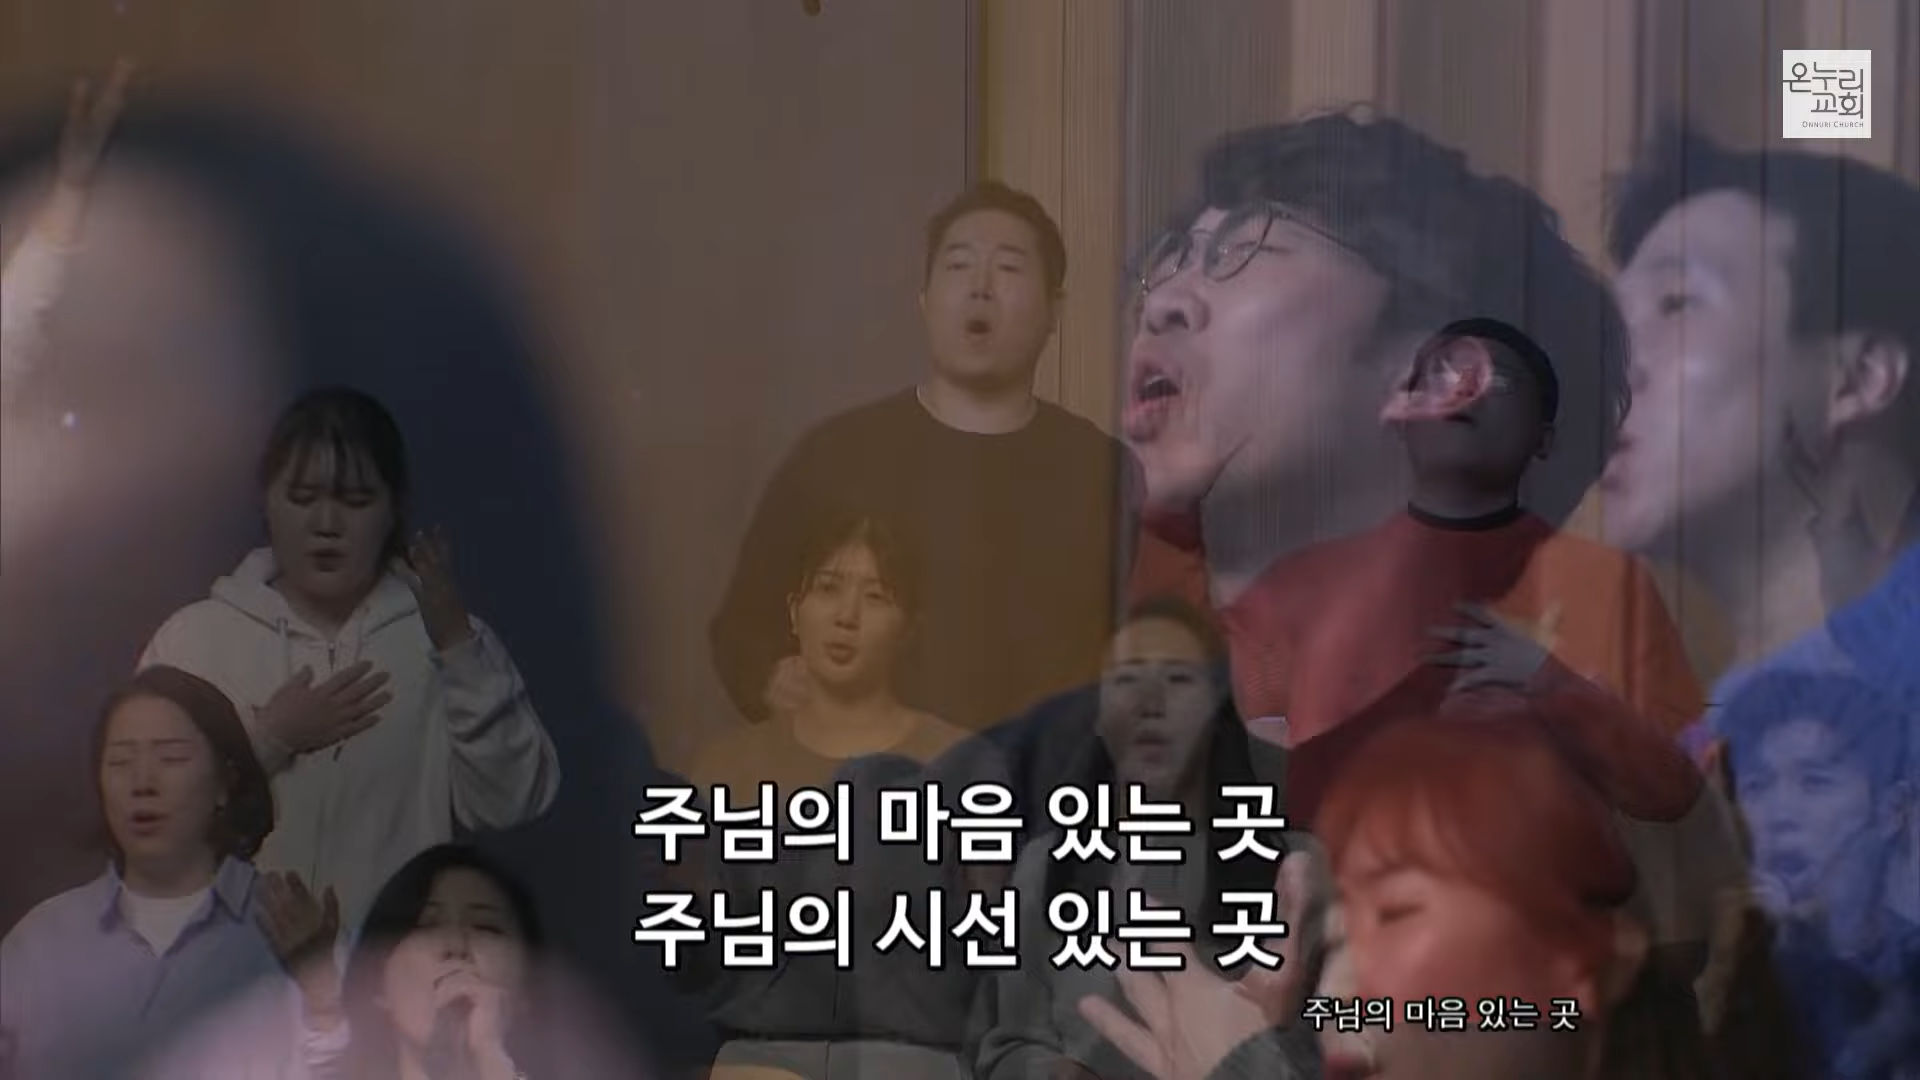 온누리
교회
ONNURI CHURCH
주님의 마음 있는 곳
주님의 시선 있는 곳
주님의 마음 있는 곳